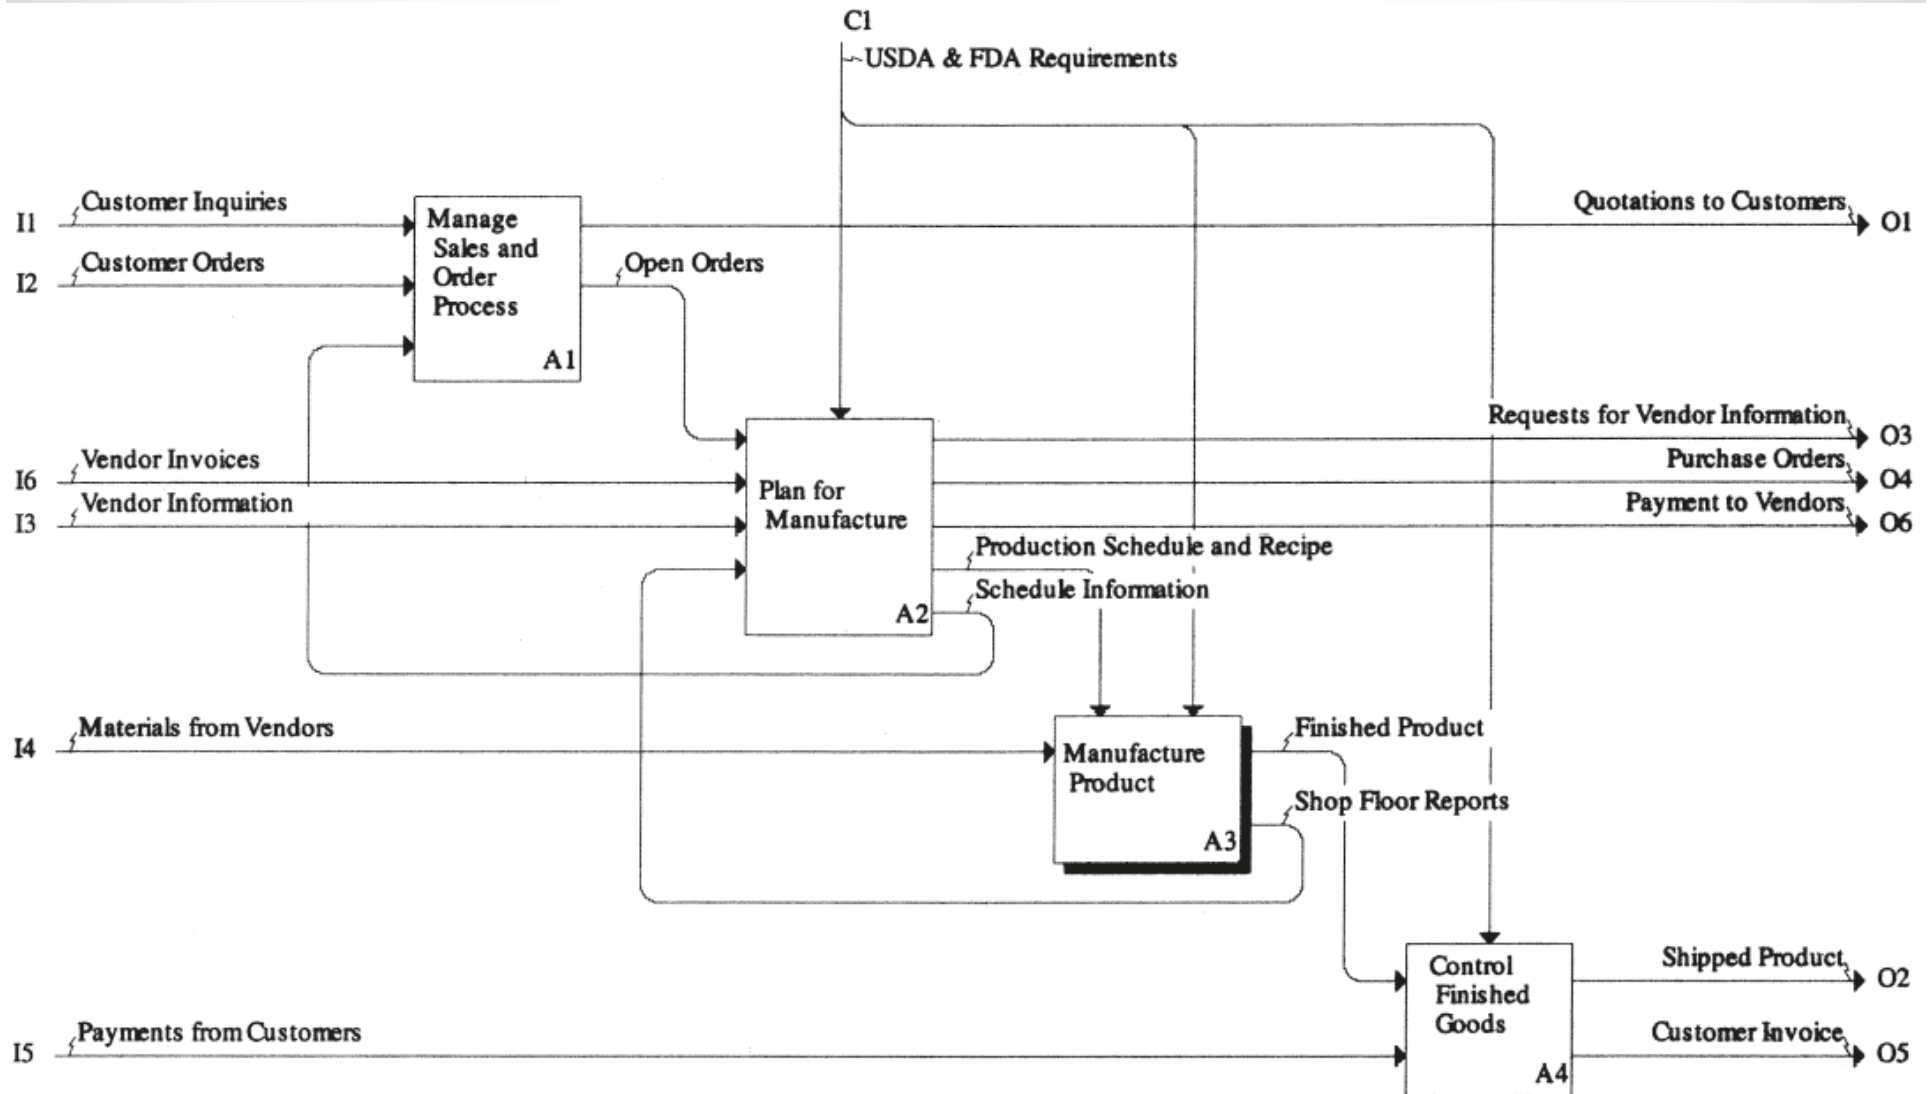 C1
USDA & FDA Requirements
I1
Customer Inquiries
Quotations to Customers
O1
Manage
Sales and
Order
Process
A1
I2
Customer Orders
Open Orders
Requests for Vendor Information
O3
I6
Vendor Invoices
Purchase Orders
O4
I3
Vendor Information
Payment to Vendors
O6
Plan for
Manufacture
A2
Production Schedule and Recipe
Schedule Information
I4
Materials from Vendors
Manufacture
Product
A3
Finished Product
Shop Floor Reports
Control
Finished
Goods
A4
Shipped Product
O2
I5
Payments from Customers
Customer Invoice
O5